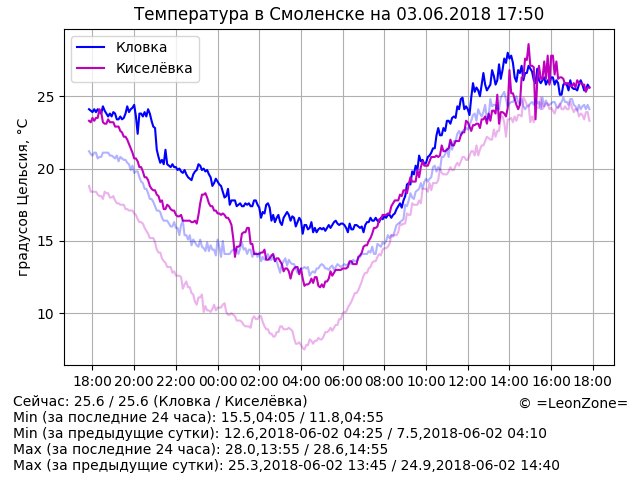 Температура в Смоленске на 03.06.2018 17:50
Кловка
Киселёвка
градусов Цельсия, °C
25
20
15
10
18:00 20:00 22:00 00:00 02:00 04:00 06:00 08:00 10:00 12:00 14:00 16:00 18:00
Сейчас: 25.6 / 25.6 (Кловка / Киселёвка)
© =LeonZone=
Min (за последние 24 часа): 15.5,04:05 / 11.8,04:55
Min (за предыдущие сутки): 12.6,2018-06-02 04:25 / 7.5,2018-06-02 04:10
Max (за последние 24 часа): 28.0,13:55 / 28.6,14:55
Max (за предыдущие сутки): 25.3,2018-06-02 13:45 / 24.9,2018-06-02 14:40